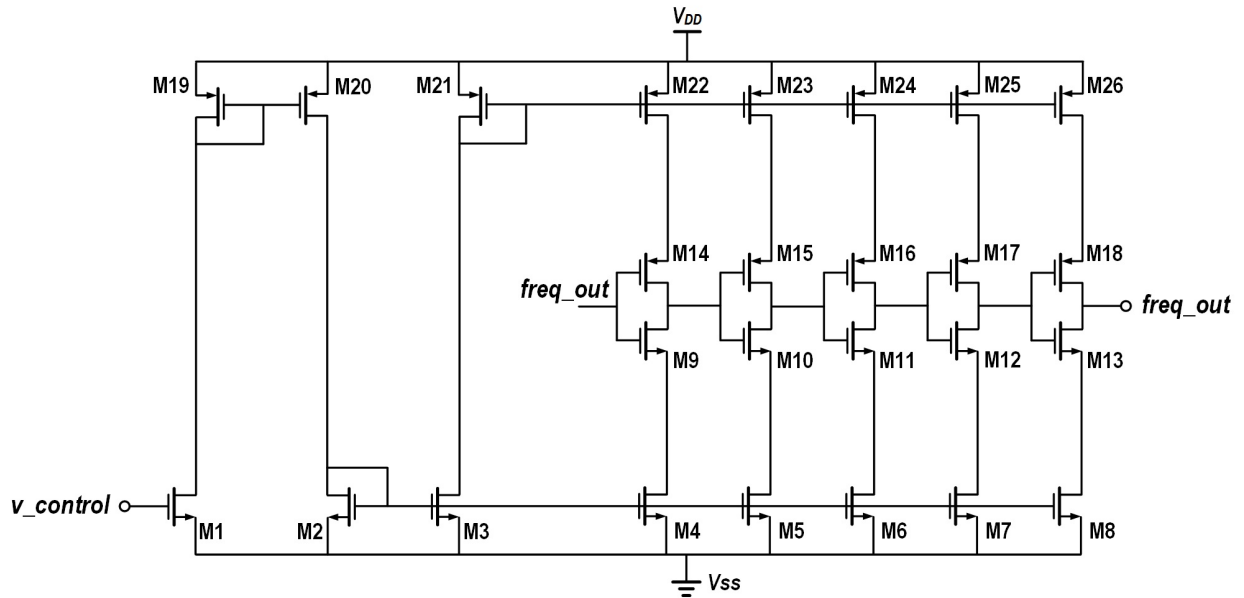 VDD
M19 M20 M21 M22 M23 M24 M25 M26
M14 M15 M16 M17 M18
freq_out freq_out
M9 M10 M11 M12 M13
v_control
M1 M2 M3 M4 M5 M6 M7 M8
Vss